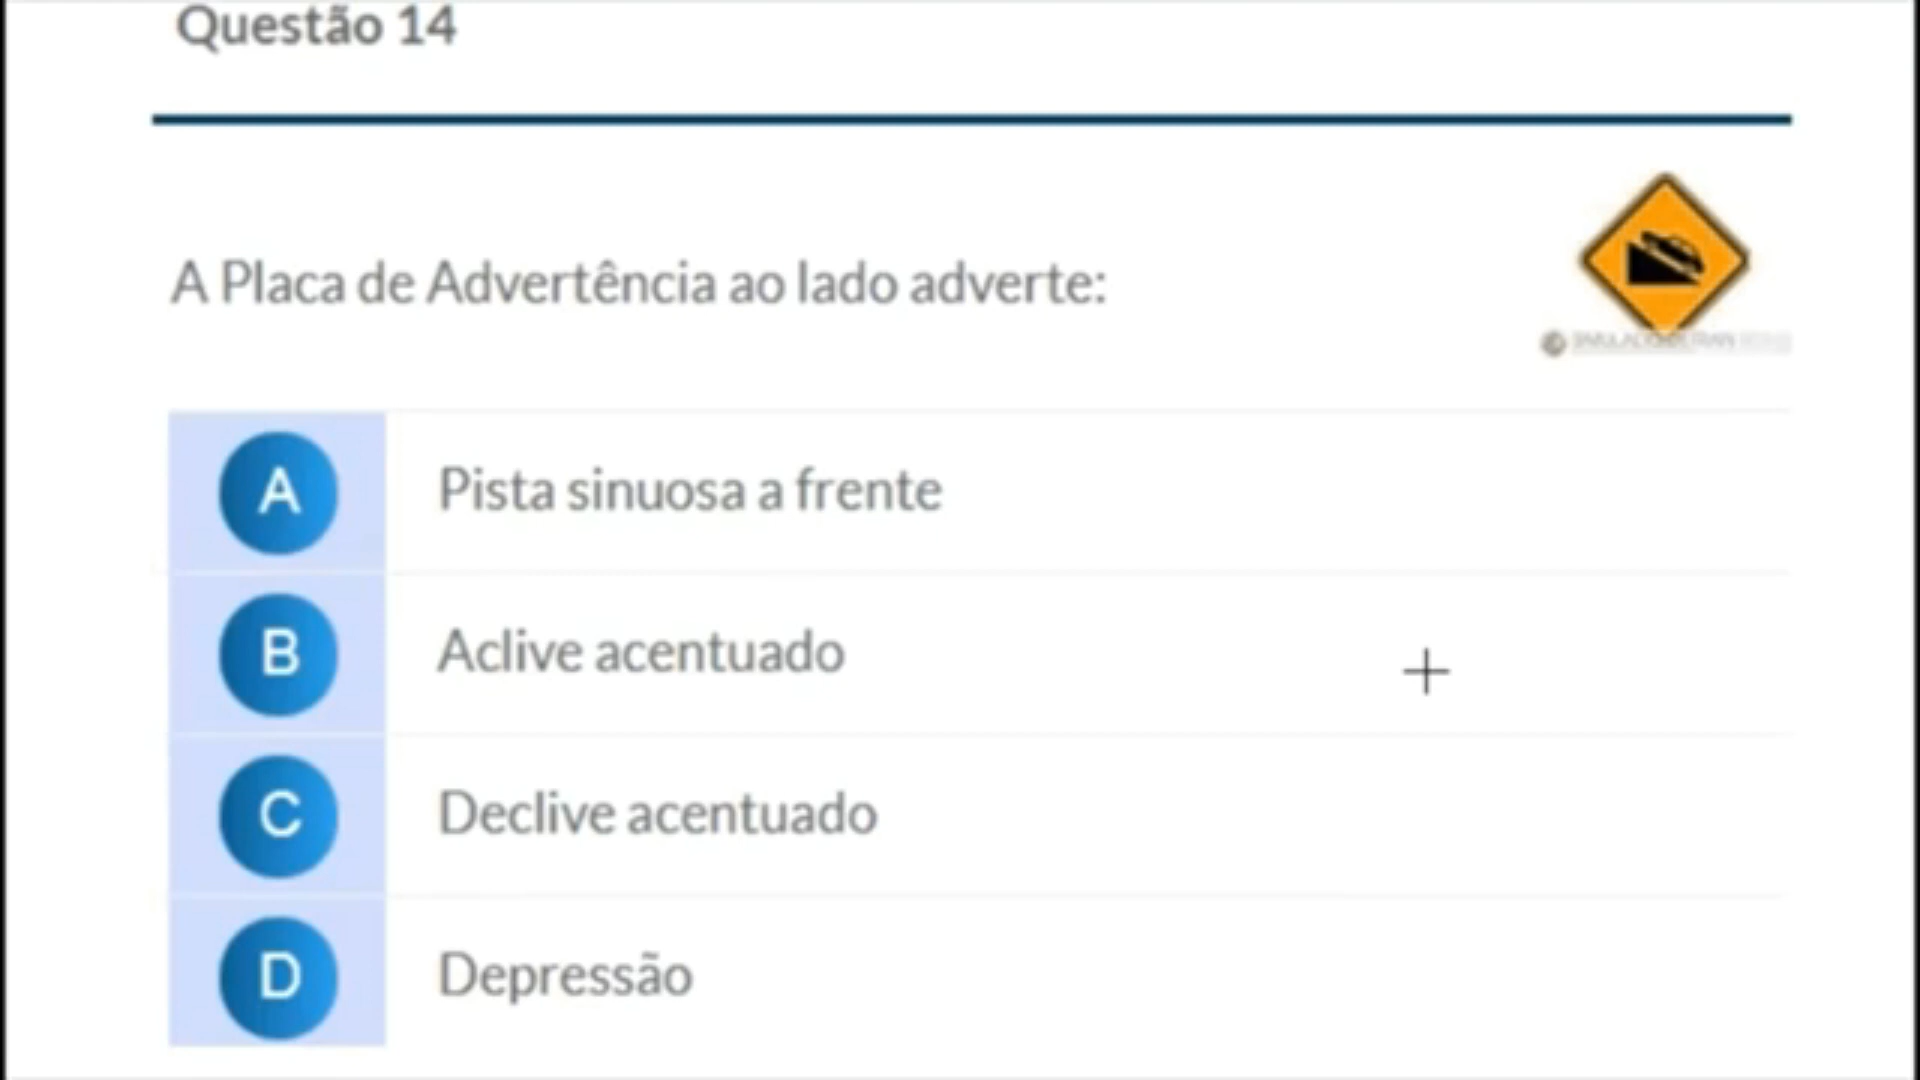 Questão 14
A Placa de Advertência ao lado adverte:
A Pista sinuosa a frente
B Aclive acentuado
C Declive acentuado
D Depressão